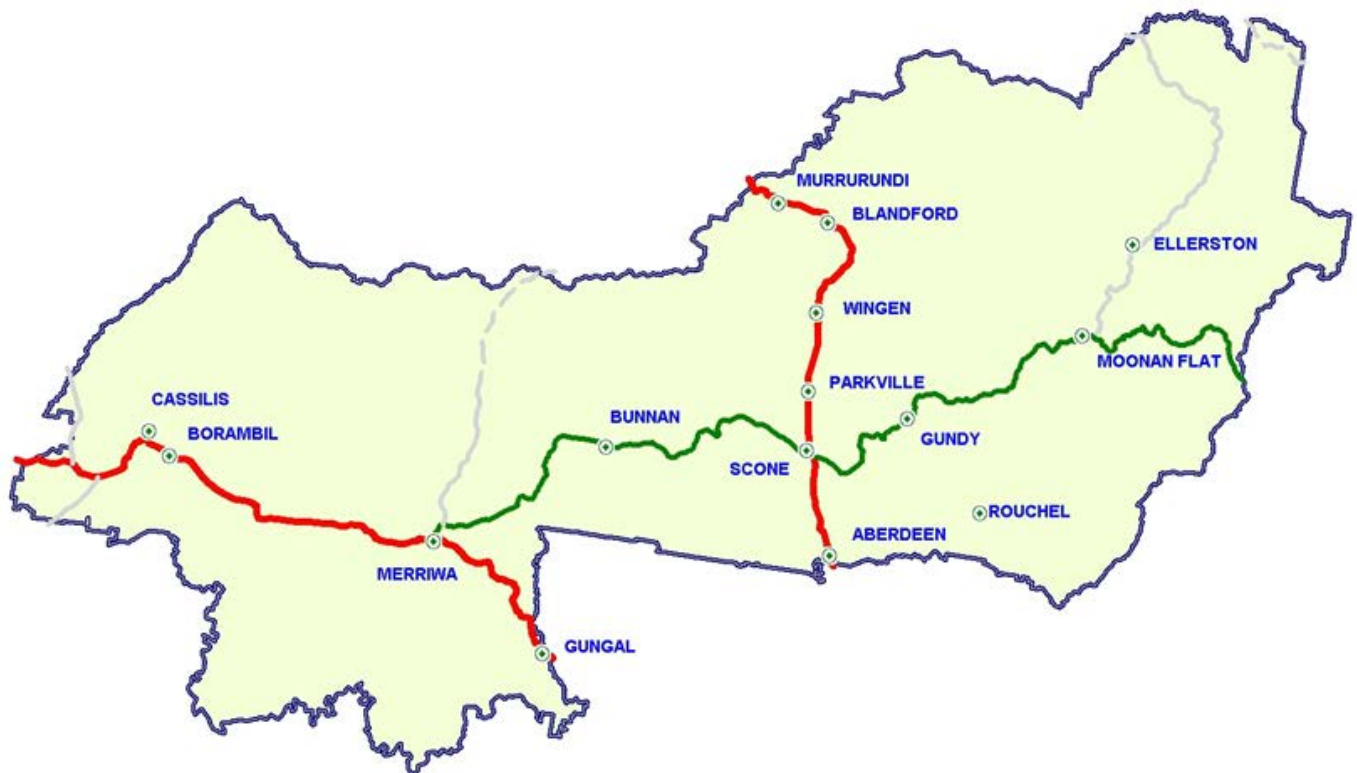 MURRURUNDI
BLANDFORD
ELLERSTON
WINGEN
MOONAN FLAT
PARKVILLE
CASSILIS
BUNNAN
BORAMBIL
GUNDY
SCONE
ROUCHEL
ABERDEEN
MERRIWA
GUNGAL